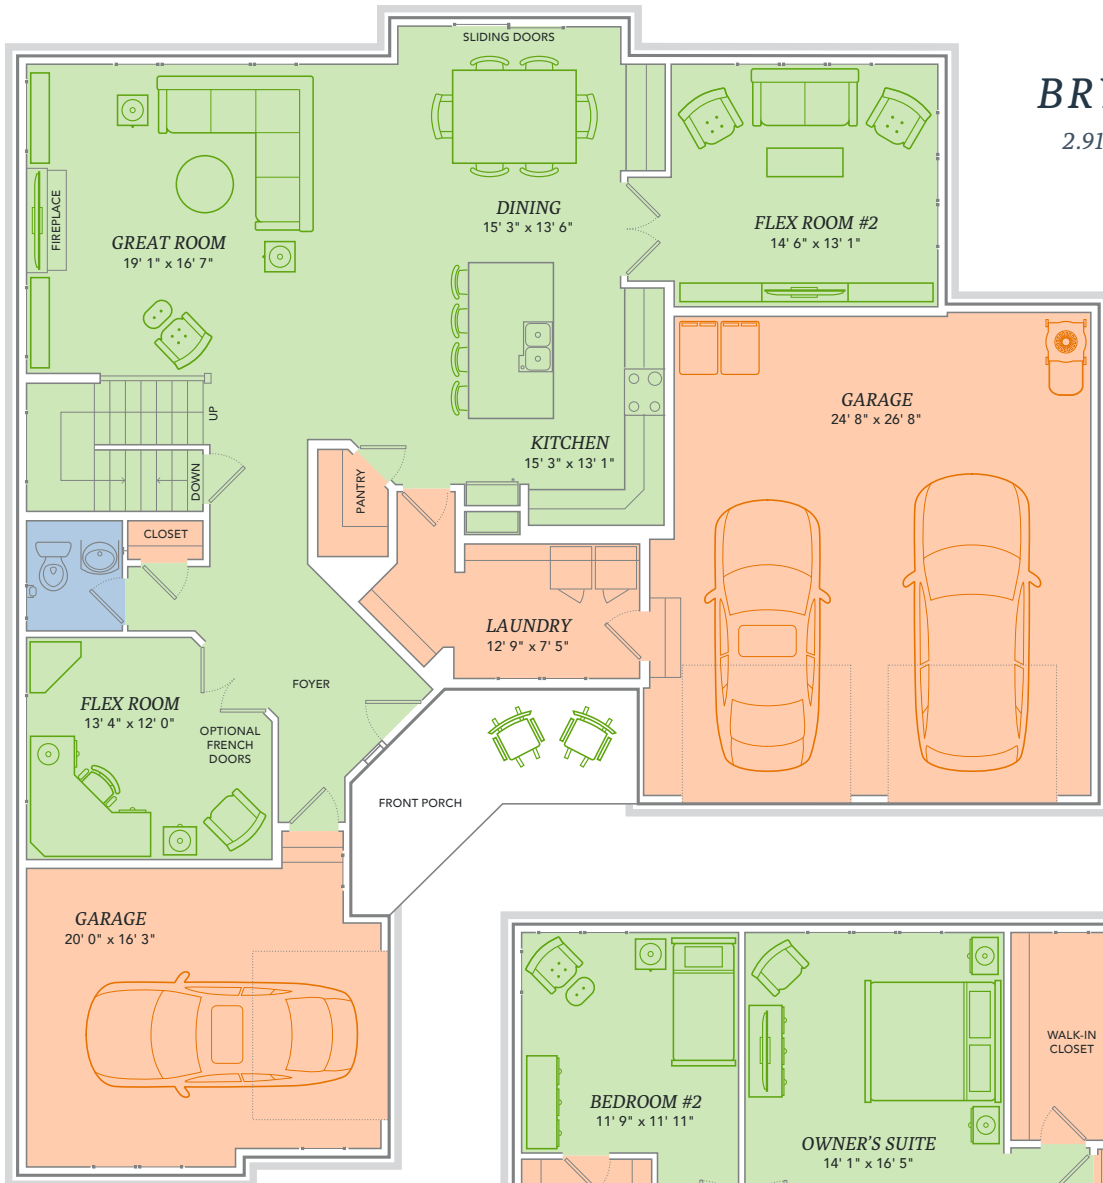 SLIDING DOORS
BRY
2.91
DINING
15' 3" x 13' 6"
FLEX ROOM #2
14' 6" x 13' 1"
FIREPLACE
GREAT ROOM
19' 1" x 16' 7"
GARAGE
24' 8" x 26' 8"
UP
KITCHEN
15' 3" x 13' 1"
DOWN
PANTRY
CLOSET
LAUNDRY
12' 9" x 7' 5"
FOYER
FLEX ROOM
13' 4" x 12' 0"
OPTIONAL
FRENCH
DOORS
FRONT PORCH
GARAGE
20' 0" x 16' 3"
WALK-IN
CLOSET
BEDROOM #2
11' 9" x 11' 11"
OWNER'S SUITE
14' 1" x 16' 5"